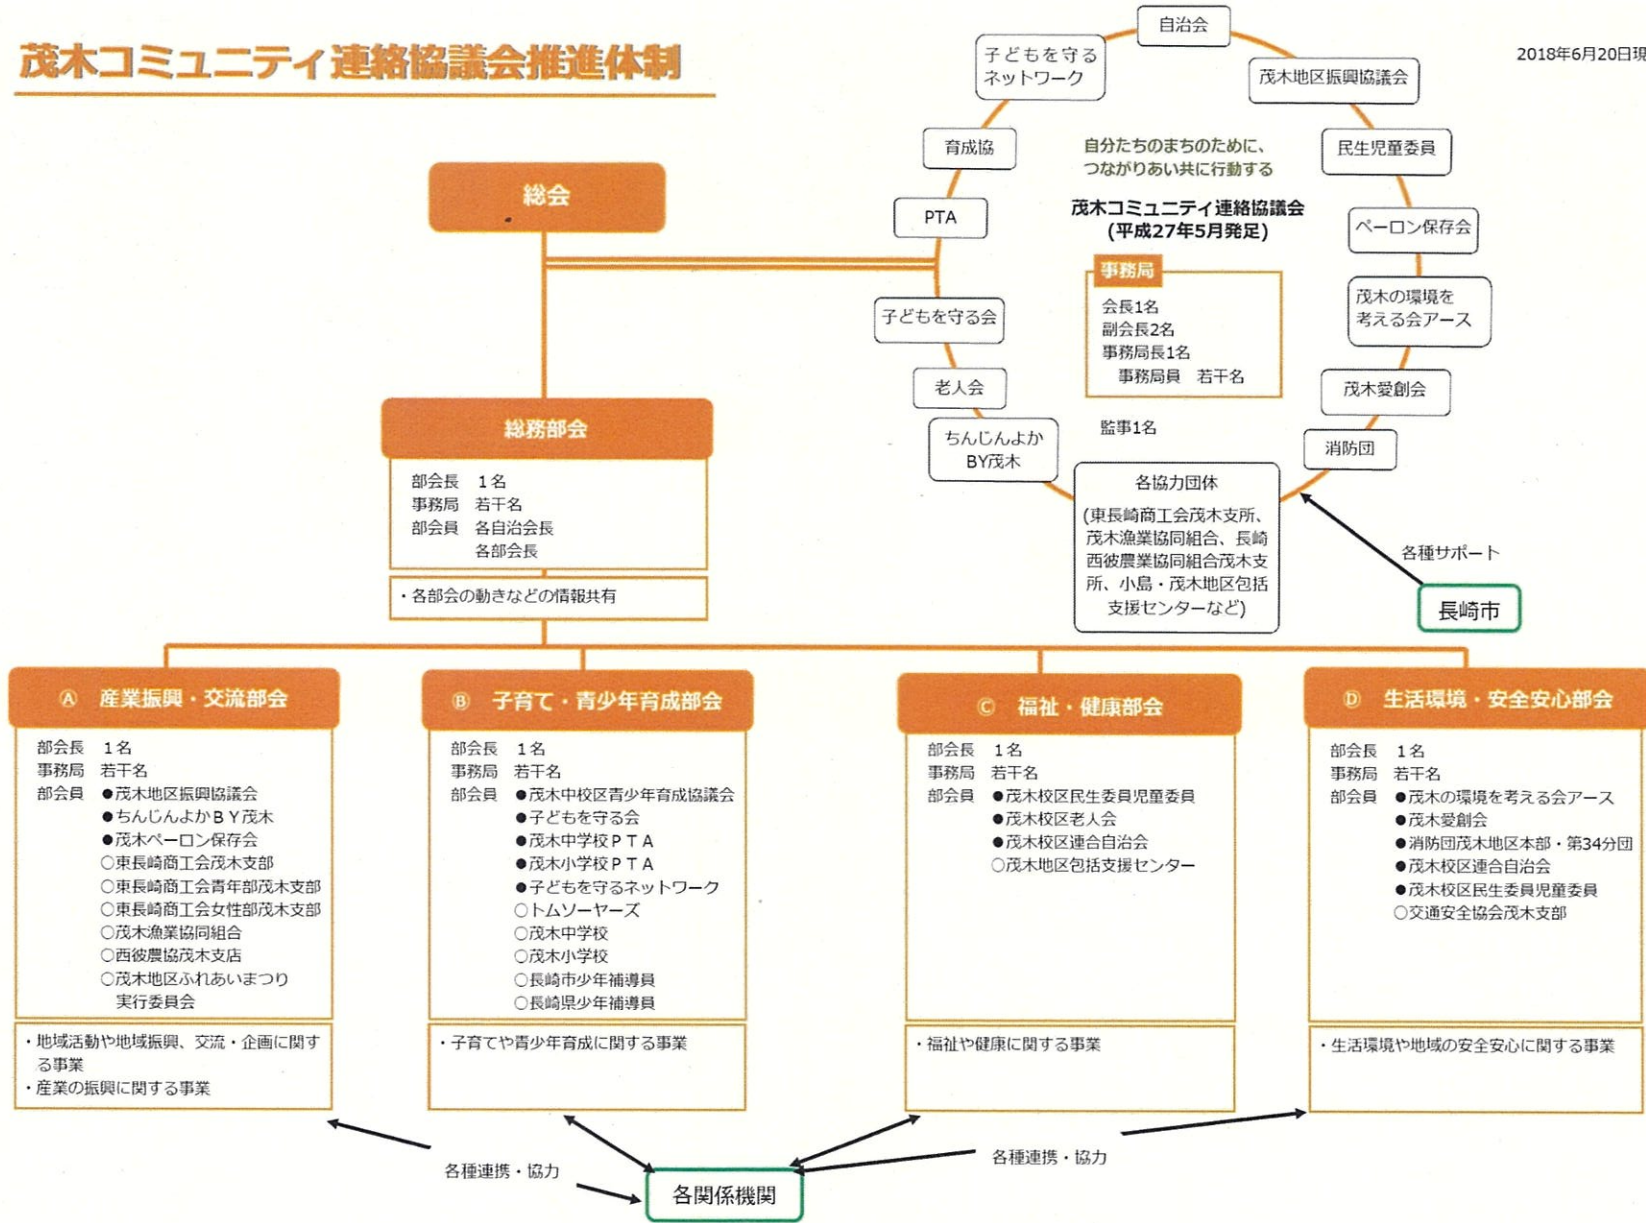 茂木コミュニティ連絡協議会推進体制
2018年6月20日現
自治会
子どもを守る
ネットワーク
茂木地区振興協議会
育成協
民生児童委員
PTA
ペーロン保存会
子どもを守る会
茂木の環境を
考える会アース
老人会
茂木愛創会
ちんじんよか
BY茂木
消防団
自分たちのまちのために、
つながりあい共に行動する
茂木コミュニティ連絡協議会
(平成27年5月発足)
事務局
会長1名
副会長2名
事務局長1名
事務局員 若干名
監事1名
各協力団体
(東長崎商工会茂木支所、
茂木漁業協同組合、長崎
西彼農業協同組合茂木支
所、小島・茂木地区包括
支援センターなど)
各種サポート
長崎市
総会
総務部会
部会長 1名
事務局 若干名
部会員 各自治会長
各部会長
・各部会の動きなどの情報共有
Ⓐ 産業振興・交流部会
部会長 1名
事務局 若干名
部会員 ●茂木地区振興協議会
●ちんじんよかBY茂木
●茂木ペーロン保存会
○東長崎商工会茂木支部
○東長崎商工会青年部茂木支部
○東長崎商工会女性部茂木支部
○茂木漁業協同組合
○西彼農協茂木支店
○茂木地区ふれあいまつり
実行委員会
・地域活動や地域振興、交流・企画に関す
る事業
・産業の振興に関する事業
Ⓑ 子育て・青少年育成部会
部会長 1名
事務局 若干名
部会員 ●茂木中校区青少年育成協議会
●子どもを守る会
●茂木中学校PTA
●茂木小学校PTA
●子どもを守るネットワーク
○トムソーヤーズ
○茂木中学校
○茂木小学校
○長崎市少年補導員
○長崎県少年補導員
・子育てや青少年育成に関する事業
Ⓒ 福祉・健康部会
部会長 1名
事務局 若干名
部会員 ●茂木校区民生委員児童委員
●茂木校区老人会
●茂木校区連合自治会
○茂木地区包括支援センター
・福祉や健康に関する事業
Ⓓ 生活環境・安全安心部会
部会長 1名
事務局 若干名
部会員 ●茂木の環境を考える会アース
●茂木愛創会
●消防団茂木地区本部・第34分団
●茂木校区連合自治会
●茂木校区民生委員児童委員
○交通安全協会茂木支部
・生活環境や地域の安全安心に関する事業
各種連携・協力
各種連携・協力
各関係機関